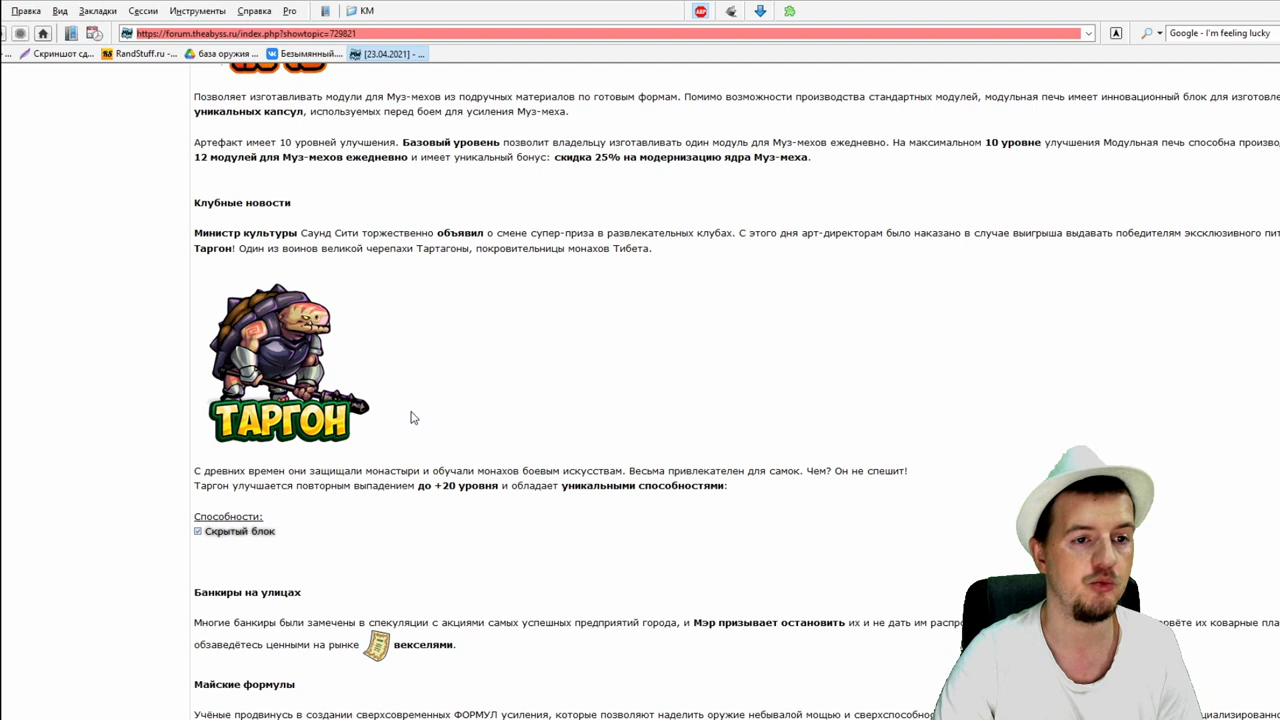 Правка Вид Закладки Сессии Инструменты Справка Pro КМ ABP
https://forum.theabyss.ru/index.php?showtopic=729821 Google - I'm feeling lucky
... Скриншот сд... RandStuff.ru -... база оружия ... Безымянный.... [23.04.2021] - ...
Позволяет изготавливать модули для Муз-мехов из подручных материалов по готовым формам. Помимо возможности производства стандартных модулей, модульная печь имеет инновационный блок для
уникальных капсул, используемых перед боем для усиления Муз-меха.
Артефакт имеет 10 уровней улучшения. Базовый уровень позволит владельцу изготавливать один модуль для Муз-мехов ежедневно. На максимальном 10 уровне улучшения Модульная печь способна
12 модулей для Муз-мехов ежедневно и имеет уникальный бонус: скидка 25% на модернизацию ядра Муз-меха.
Клубные новости
Министр культуры Саунд Сити торжественно объявил о смене супер-приза в развлекательных клубах. С этого дня арт-директорам было наказано в случае выигрыша выдавать победителям эксклюзивного
Таргон! Один из воинов великой черепахи Тартагоны, покровительницы монахов Тибета.
ТАРГОН
С древних времен они защищали монастыри и обучали монахов боевым искусствам. Весьма привлекателен для самок. Чем? Он не спешит!
Таргон улучшается повторным выпадением до +20 уровня и обладает уникальными способностями:
Способности:
Скрытый блок
Банкиры на улицах
Многие банкиры были замечены в спекуляции с акциями самых успешных предприятий города, и Мэр призывает остановить их и не дать им
обзаведётесь ценными на рынке векселями.
Майские формулы
Учёные продвинусь в создании сверхсовременных ФОРМУЛ усиления, которые позволяют наделить оружие небывалой мощью и